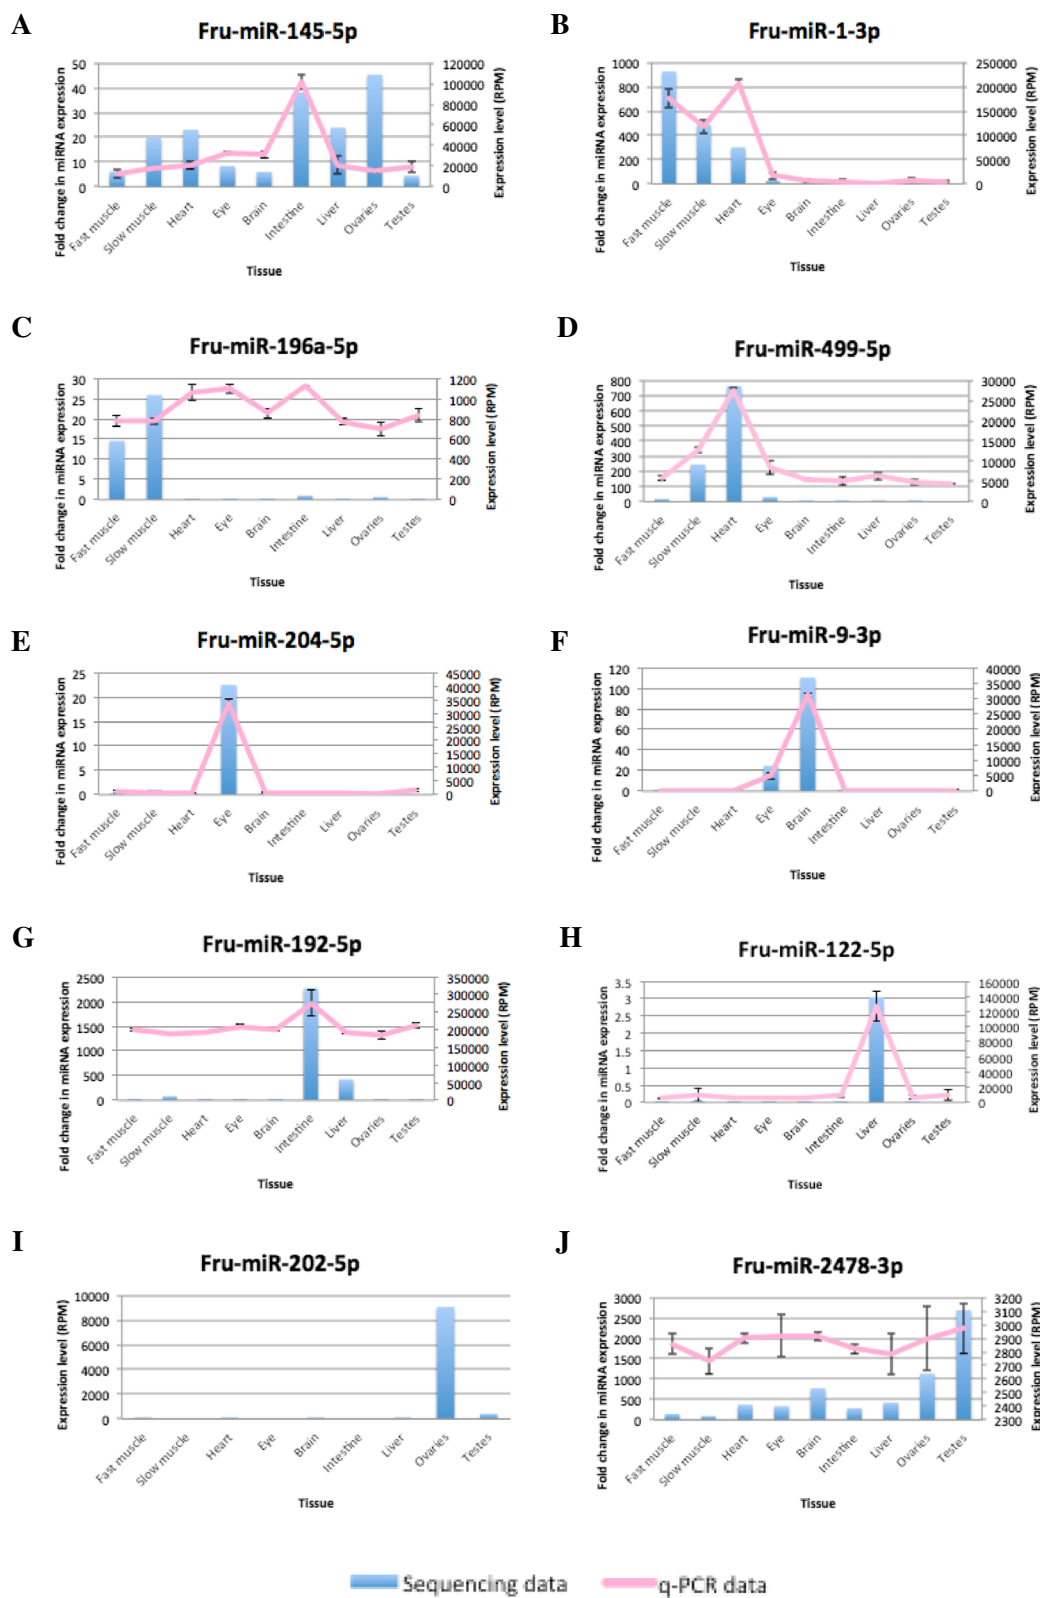 A
Fru-miR-145-5p
Fold change in miRNA expression
50
40
30
20
10
0
120000
100000
80000
60000
40000
20000
0
Expression level (RPM)
Fast muscle
Slow muscle
Heart
Eye
Brain
Intestine
Liver
Ovaries
Testes
Tissue
B
Fru-miR-1-3p
Fold change in miRNA expression
1000
800
600
400
200
0
250000
200000
150000
100000
50000
0
Expression level (RPM)
Fast muscle
Slow muscle
Heart
Eye
Brain
Intestine
Liver
Ovaries
Testes
Tissue
C
Fru-miR-196a-5p
Fold change in miRNA expression
30
25
20
15
10
5
0
1200
1000
800
600
400
200
0
Expression level (RPM)
Fast muscle
Slow muscle
Heart
Eye
Brain
Intestine
Liver
Ovaries
Testes
Tissue
D
Fru-miR-499-5p
Fold change in miRNA expression
800
700
600
500
400
300
200
100
0
30000
25000
20000
15000
10000
5000
0
Expression level (RPM)
Fast muscle
Slow muscle
Heart
Eye
Brain
Intestine
Liver
Ovaries
Testes
Tissue
E
Fru-miR-204-5p
Fold change in miRNA expression
25
20
15
10
5
0
45000
40000
35000
30000
25000
20000
15000
10000
5000
0
Expression level (RPM)
Fast muscle
Slow muscle
Heart
Eye
Brain
Intestine
Liver
Ovaries
Testes
Tissue
F
Fru-miR-9-3p
Fold change in miRNA expression
120
100
80
60
40
20
0
40000
35000
30000
25000
20000
15000
10000
5000
0
Expression level (RPM)
Fast muscle
Slow muscle
Heart
Eye
Brain
Intestine
Liver
Ovaries
Testes
Tissue
G
Fru-miR-192-5p
Fold change in miRNA expression
2500
2000
1500
1000
500
0
350000
300000
250000
200000
150000
100000
50000
0
Expression level (RPM)
Fast muscle
Slow muscle
Heart
Eye
Brain
Intestine
Liver
Ovaries
Testes
Tissue
H
Fru-miR-122-5p
Fold change in miRNA expression
3.5
3
2.5
2
1.5
1
0.5
0
160000
140000
120000
100000
80000
60000
40000
20000
0
Expression level (RPM)
Fast muscle
Slow muscle
Heart
Eye
Brain
Intestine
Liver
Ovaries
Testes
Tissue
I
Fru-miR-202-5p
Expression level (RPM)
10000
8000
6000
4000
2000
0
Fast muscle
Slow muscle
Heart
Eye
Brain
Intestine
Liver
Ovaries
Testes
Tissue
J
Fru-miR-2478-3p
Fold change in miRNA expression
3000
2500
2000
1500
1000
500
0
3200
3100
3000
2900
2800
2700
2600
2500
2400
2300
Expression level (RPM)
Fast muscle
Slow muscle
Heart
Eye
Brain
Intestine
Liver
Ovaries
Testes
Tissue
Sequencing data
q-PCR data